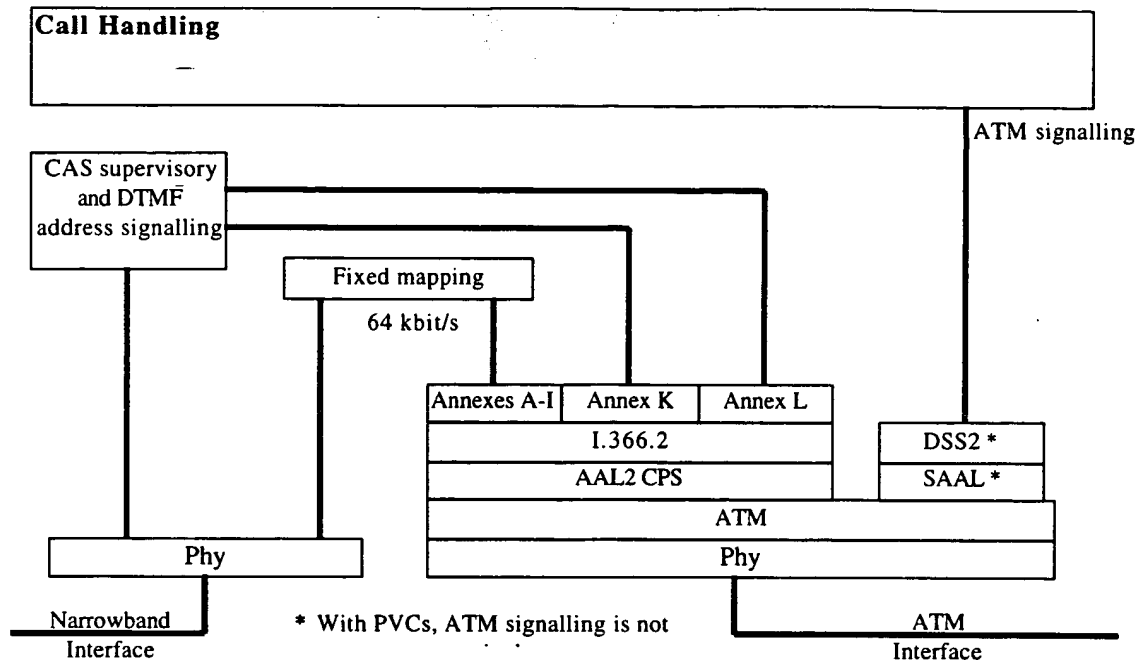 Call Handling
ATM signalling
CAS supervisory
and DTMF
address signalling
Fixed mapping
64 kbit/s
Annexes A-I
Annex K
Annex L
I.366.2
DSS2 *
AAL2 CPS
SAAL *
ATM
Phy
Phy
Narrowband
Interface
* With PVCs, ATM signalling is not
ATM
Interface